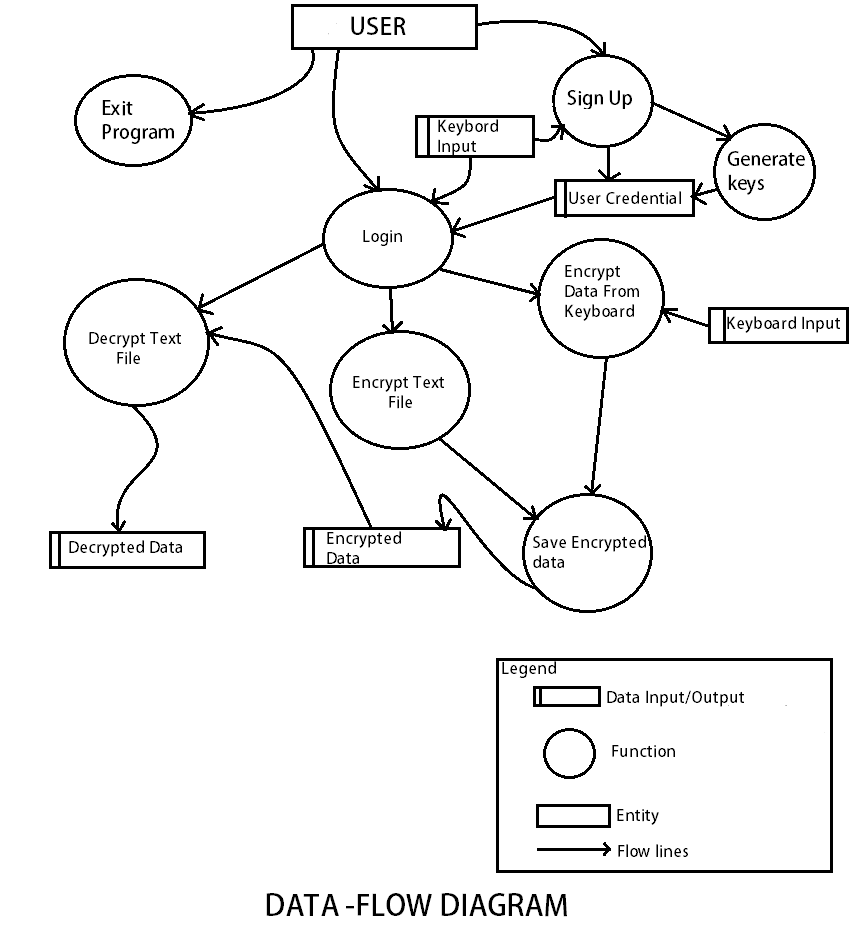 USER
Exit
Program
Sign Up
Keybord
Input
Generate
keys
User Credential
Login
Encrypt
Data From
Keyboard
Keyboard Input
Decrypt Text
File
Encrypt Text
File
Decrypted Data
Encrypted
Data
Save Encrypted
data
Legend
Data Input/Output
Function
Entity
Flow lines
DATA -FLOW DIAGRAM